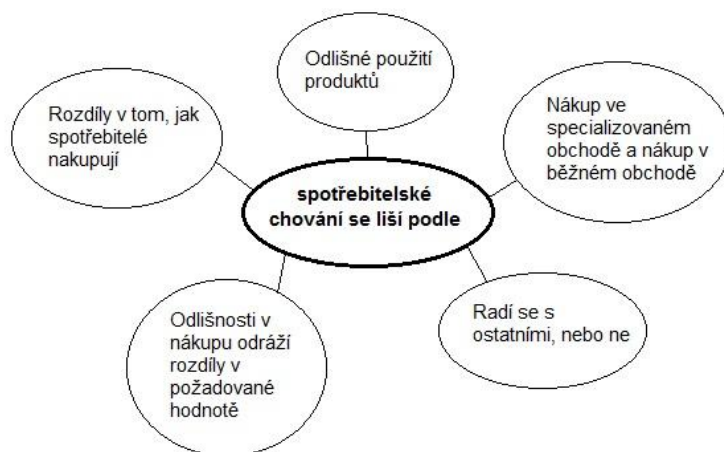 Odlišné použití
produktů
Rozdíly v tom, jak
spotřebitelé
nakupují
Nákup ve
specializovaném
obchodě a nákup v
běžném obchodě
spotřebitelské
chování se liší podle
Odlišnosti v
nákupu odráží
rozdíly v
požadované
hodnotě
Radí se s
ostatními, nebo ne